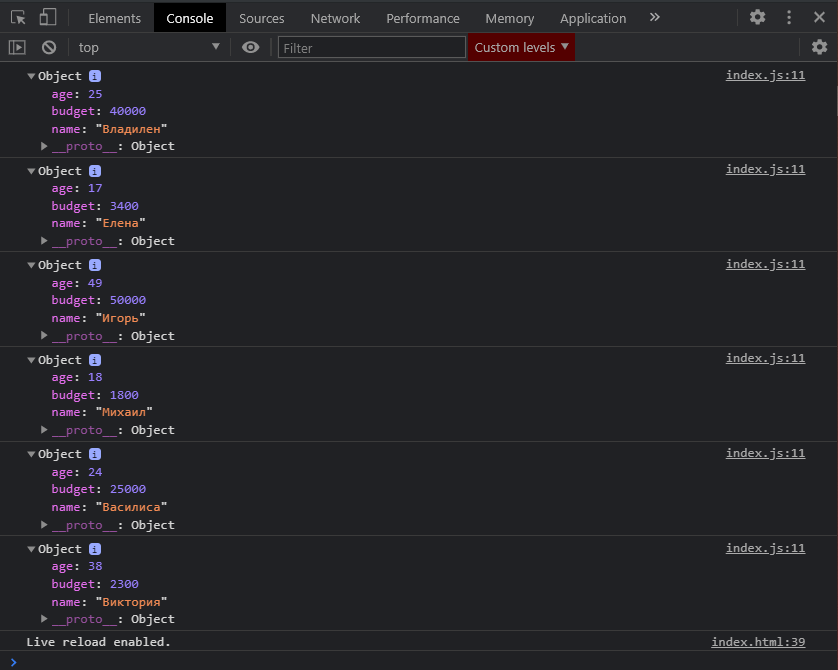 Elements Console Sources Network Performance Memory Application »
top Filter Custom levels
Object i index.js:11
age: 25
budget: 40000
name: "Владилен"
__proto__: Object
Object i index.js:11
age: 17
budget: 3400
name: "Елена"
__proto__: Object
Object i index.js:11
age: 49
budget: 50000
name: "Игорь"
__proto__: Object
Object i index.js:11
age: 18
budget: 1800
name: "Михаил"
__proto__: Object
Object i index.js:11
age: 24
budget: 25000
name: "Василиса"
__proto__: Object
Object i index.js:11
age: 38
budget: 2300
name: "Виктория"
__proto__: Object
Live reload enabled. index.html:39